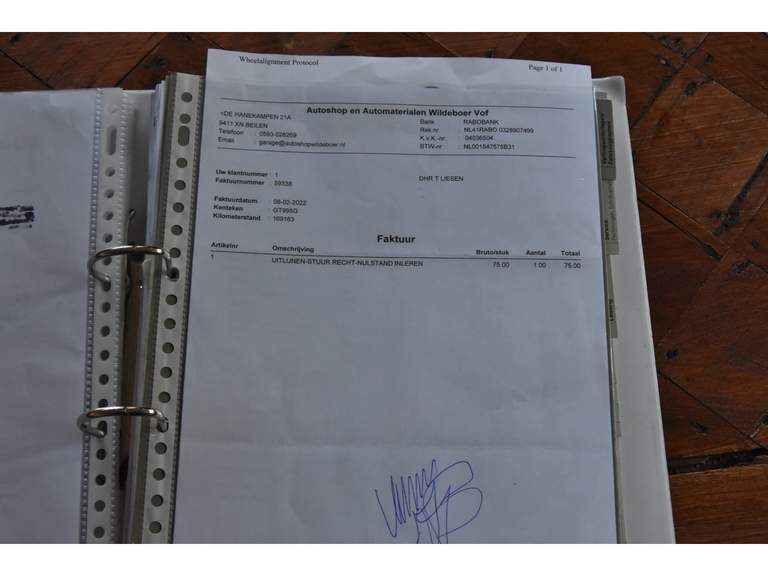 Wheelalignment Protocol Page 1 of 1
Autoshop en Automaterialen Wildeboer Vof
DE HANEKAMPEN 21A Bank : RABOBANK
9411 XN BEILEN Rek.nr : NL41RABO 0328907499
Telefoon : 0593-525269 K.v.K.-nr. : 04036504
Email : garage@autoshopwildeboer.nl BTW-nr : NL001547575B31
Uw klantnummer : 1 DHR T LIESEN
Faktuurnummer : 59338
Faktuurdatum : 08-02-2022
Kenteken : GT995G
Kilometerstand : 169163
Faktuur
Artikelnr Omschrijving Bruto/stuk Aantal Totaal
1 UITLIJNEN-STUUR RECHT-NULSTAND INLEREN 75.00 1.00 75.00